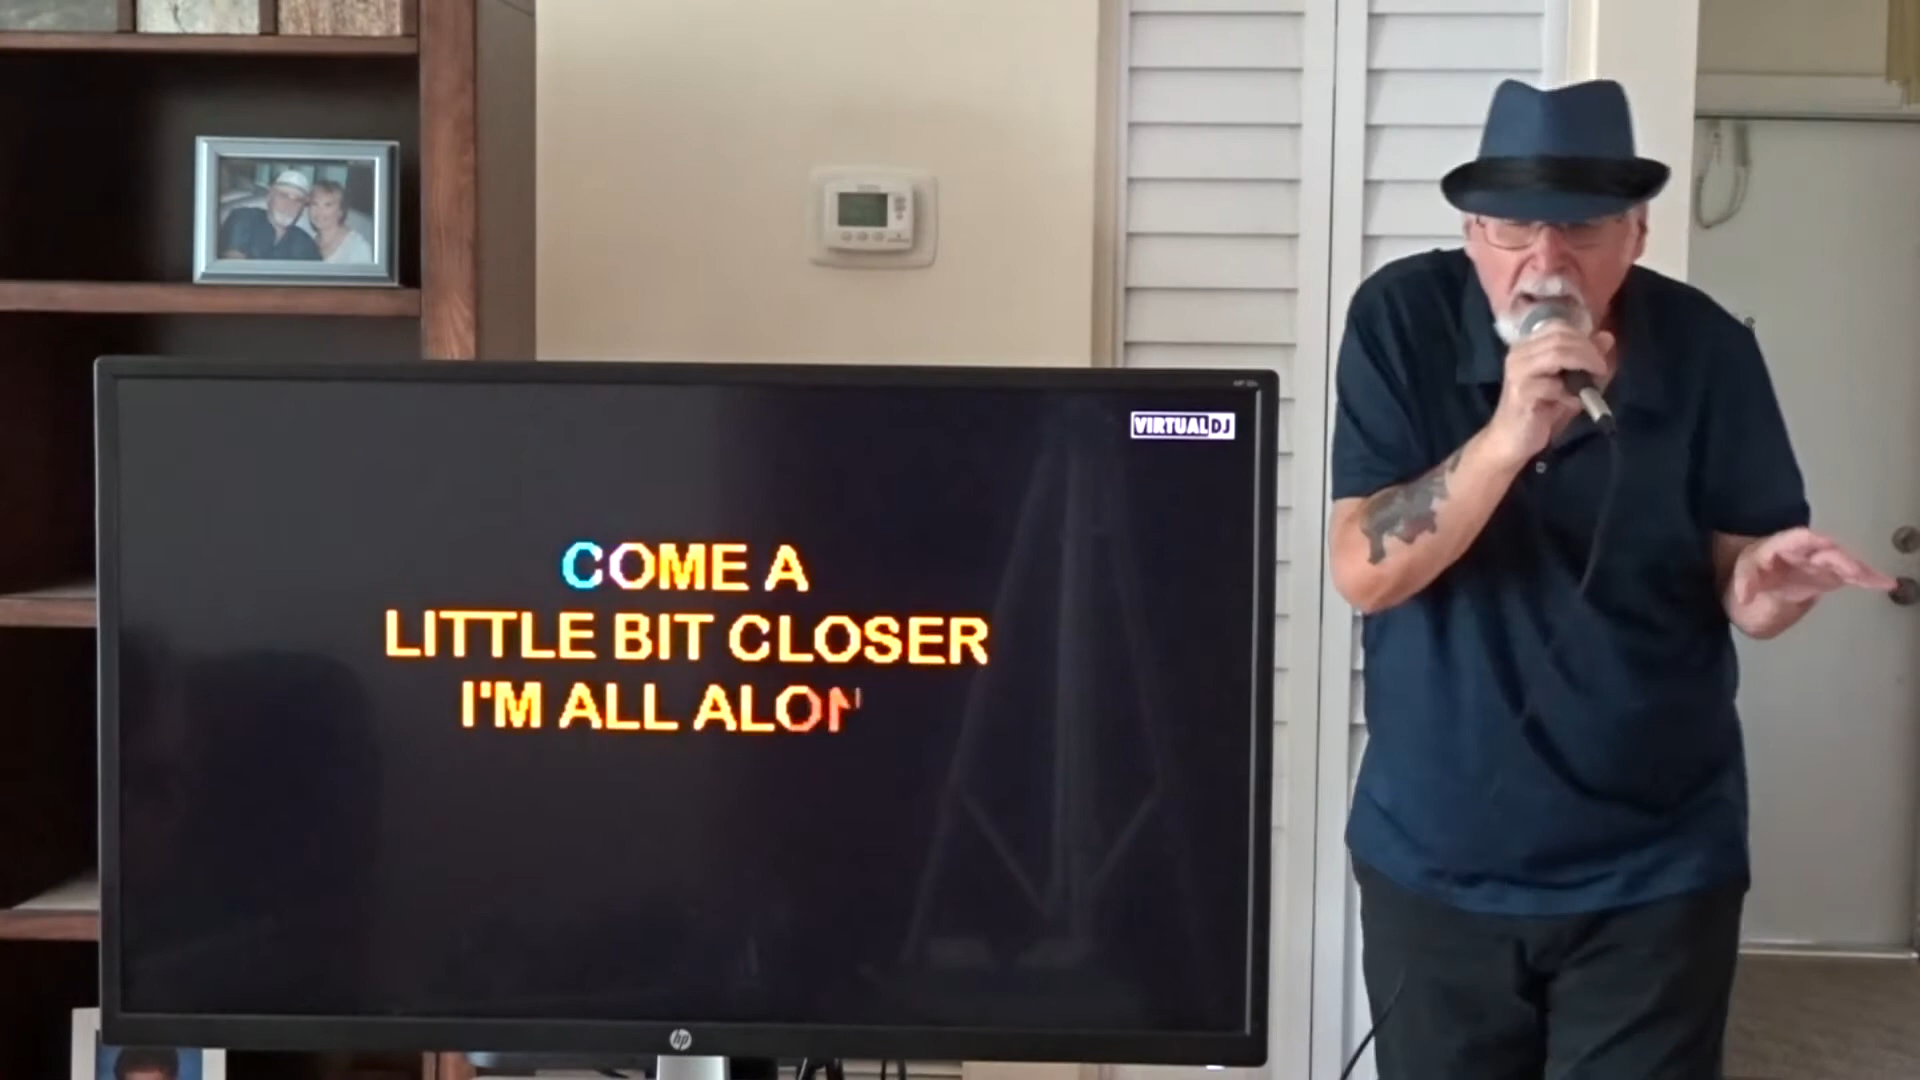 VIRTUALDJ
COME A
LITTLE BIT CLOSER
I'M ALL ALON
hp